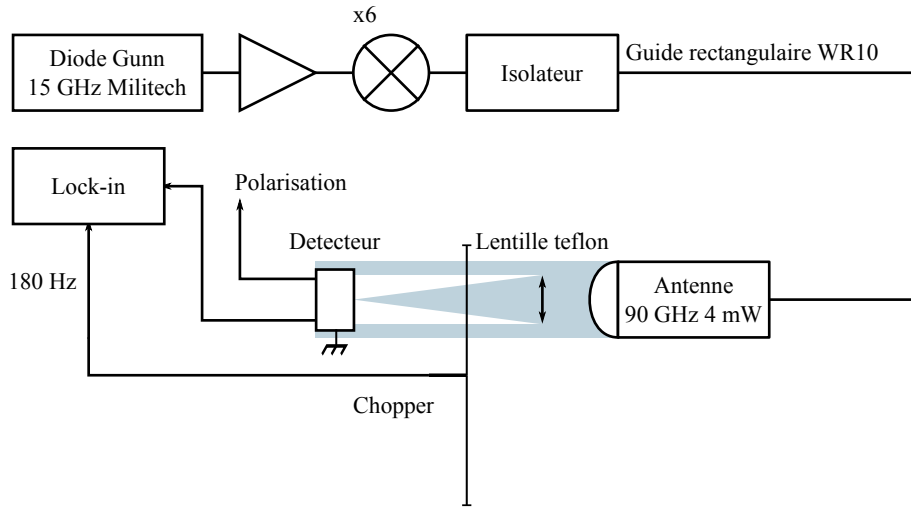 x6
Diode Gunn
15 GHz Militech
Isolateur
Guide rectangulaire WR10
Lock-in
Polarisation
Detecteur
Lentille teflon
180 Hz
Antenne
90 GHz 4 mW
Chopper